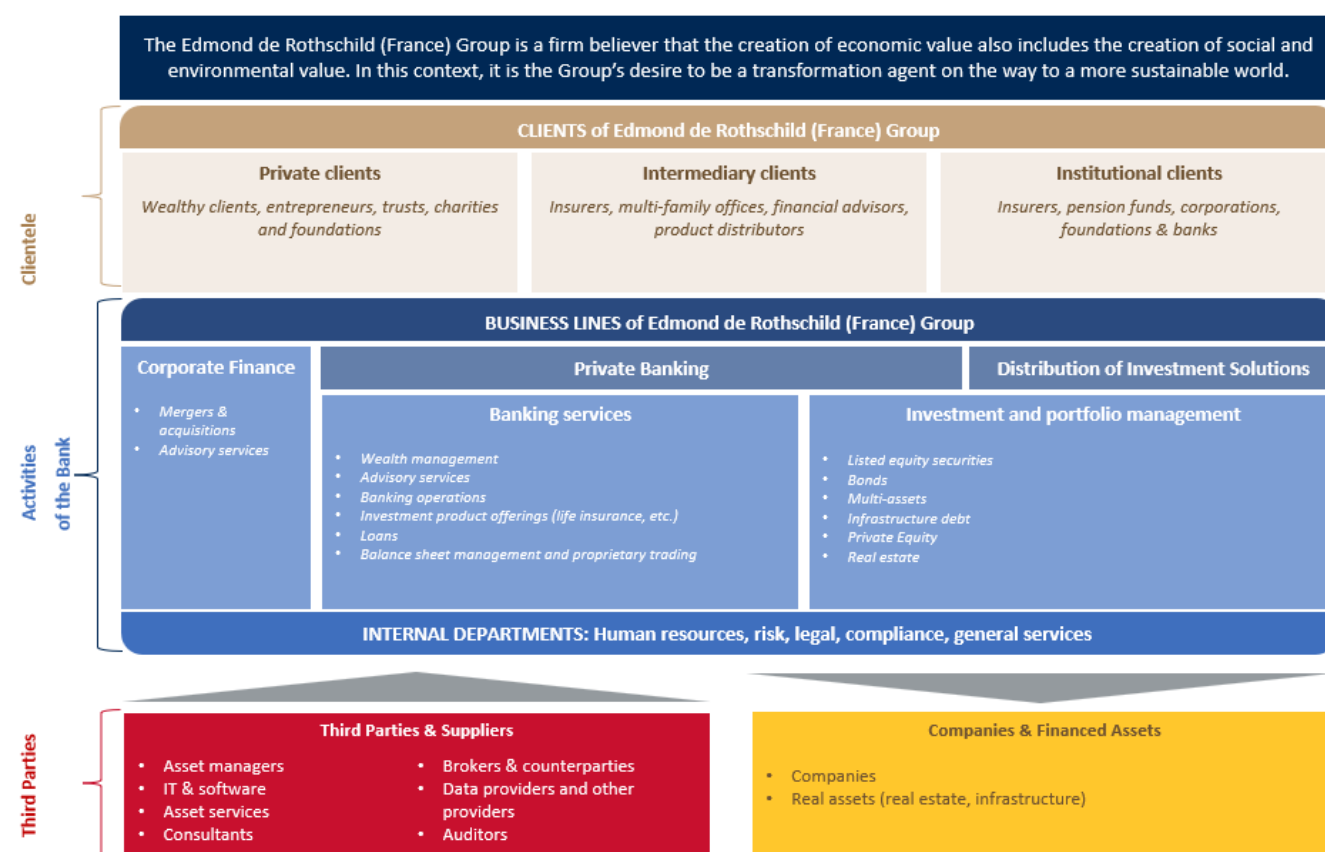 The Edmond de Rothschild (France) Group is a firm believer that the creation of economic value also includes the creation of social and
environmental value. In this context, it is the Group's desire to be a transformation agent on the way to a more sustainable world.
Clientele
CLIENTS of Edmond de Rothschild (France) Group
Private clients
Wealthy clients, entrepreneurs, trusts, charities
and foundations
Intermediary clients
Insurers, multi-family offices, financial advisors,
product distributors
Institutional clients
Insurers, pension funds, corporations,
foundations & banks
Activities
of the Bank
BUSINESS LINES of Edmond de Rothschild (France) Group
Corporate Finance
• Mergers &
acquisitions
• Advisory services
Private Banking
Distribution of Investment Solutions
Banking services
• Wealth management
• Advisory services
• Banking operations
• Investment product offerings (life insurance, etc.)
• Loans
• Balance sheet management and proprietary trading
Investment and portfolio management
• Listed equity securities
• Bonds
• Multi-assets
• Infrastructure debt
• Private Equity
• Real estate
INTERNAL DEPARTMENTS: Human resources, risk, legal, compliance, general services
Third Parties
Third Parties & Suppliers
• Asset managers
• IT & software
• Asset services
• Consultants
• Brokers & counterparties
• Data providers and other
providers
• Auditors
Companies & Financed Assets
• Companies
• Real assets (real estate, infrastructure)